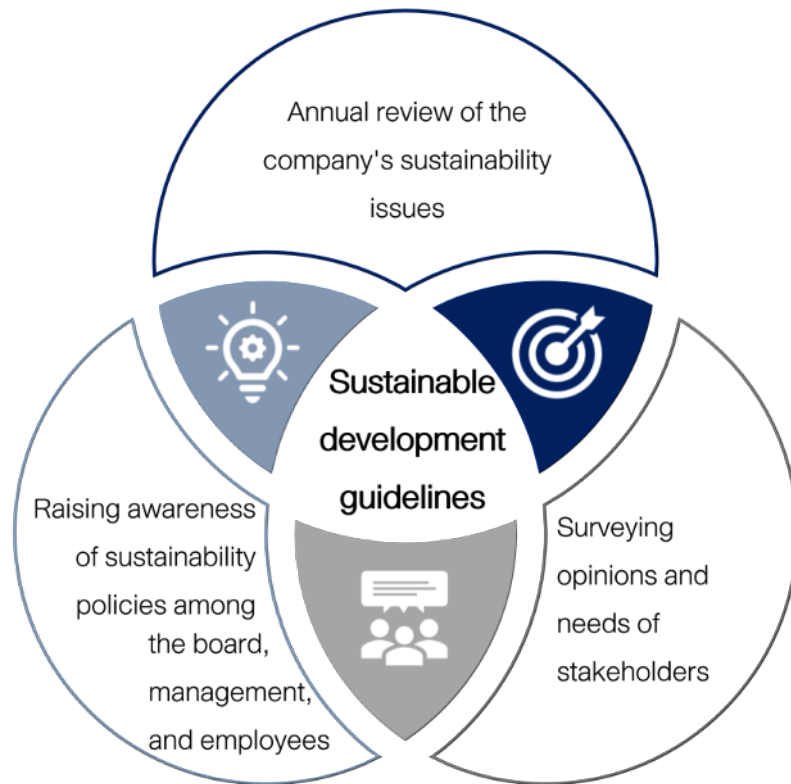 Annual review of the
company's sustainability
issues
Sustainable
development
guidelines
Raising awareness
of sustainability
policies among
the board,
management,
and employees
Surveying
opinions and
needs of
stakeholders